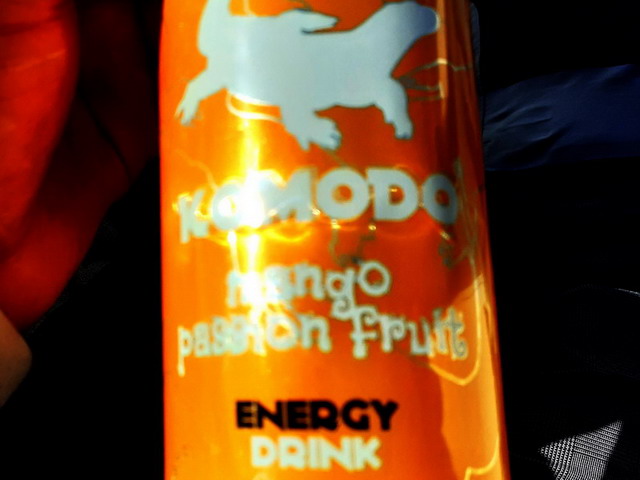 KOMODO
mango
passion fruit
ENERGY
DRINK